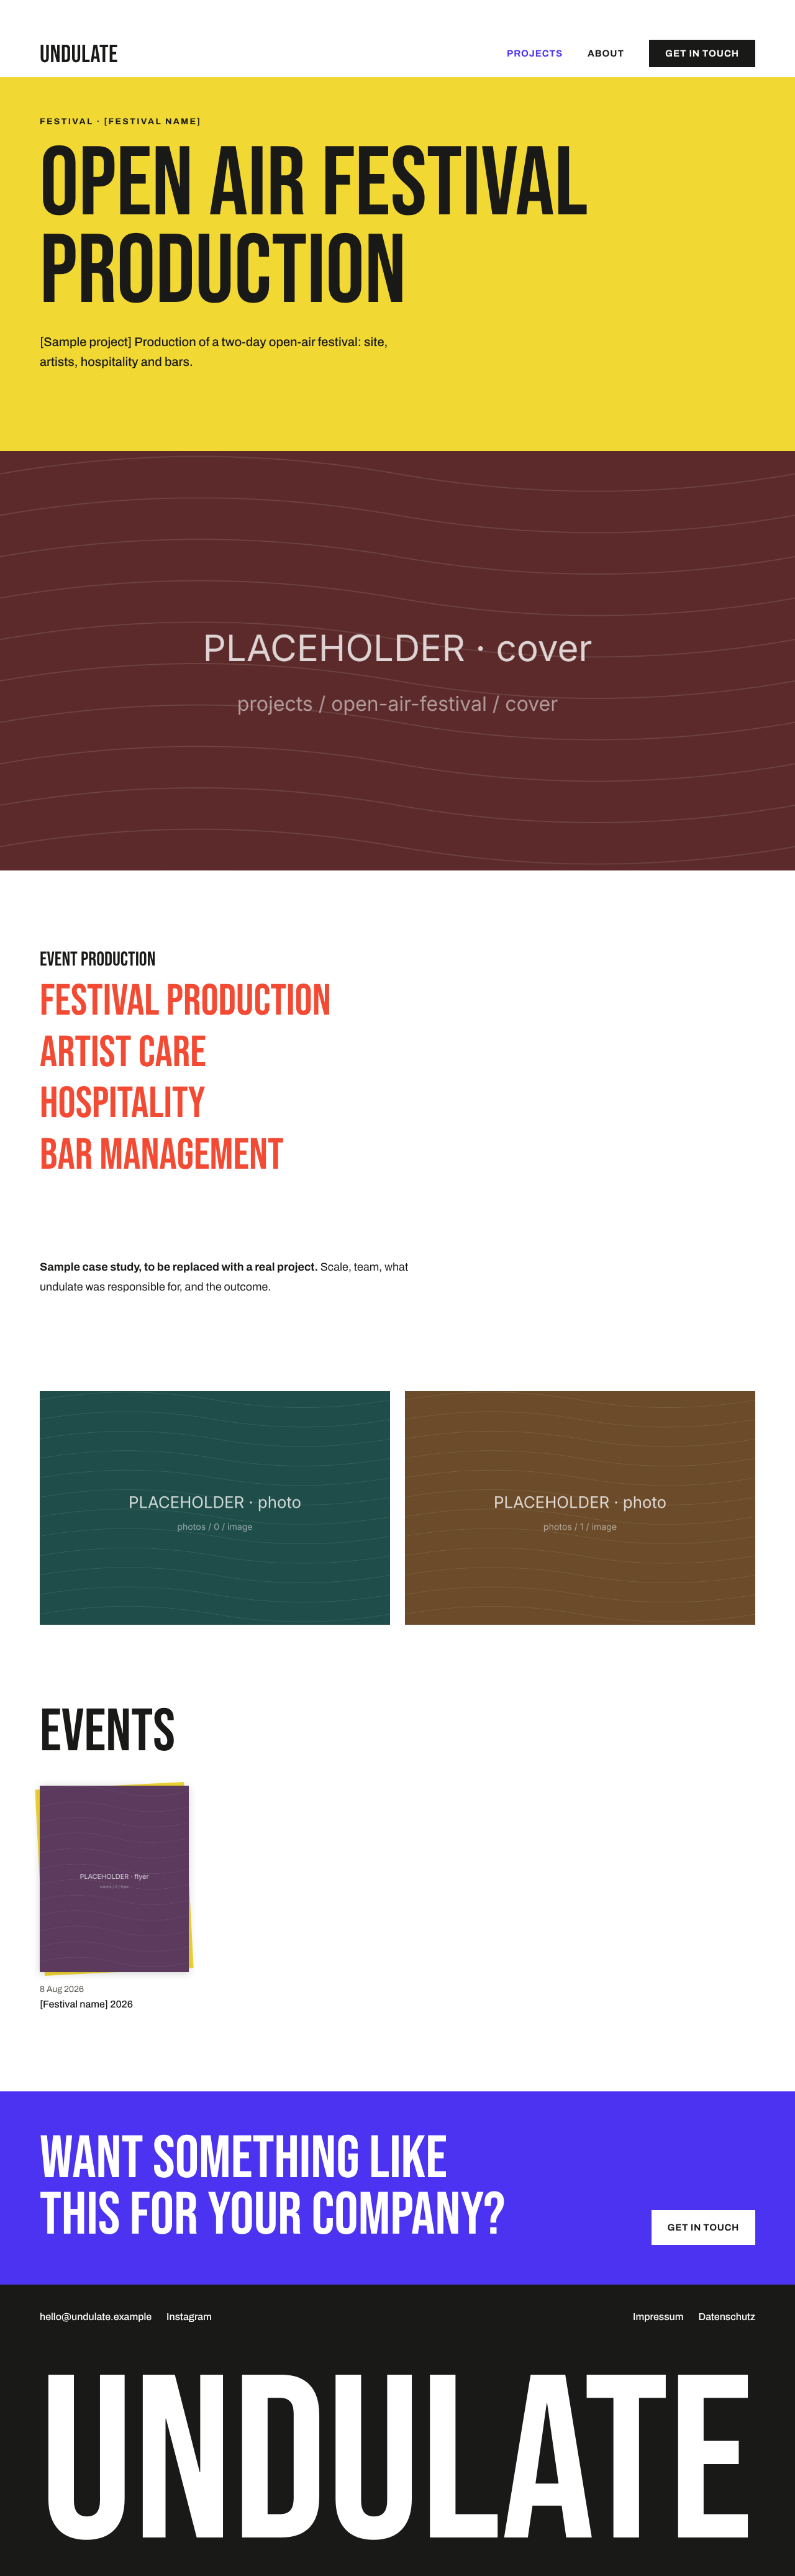 UNDULATE
PROJECTS
ABOUT
GET IN TOUCH
FESTIVAL · [FESTIVAL NAME]
OPEN AIR FESTIVAL
PRODUCTION
[Sample project] Production of a two-day open-air festival: site,
artists, hospitality and bars.
PLACEHOLDER · cover
projects / open-air-festival / cover
EVENT PRODUCTION
FESTIVAL PRODUCTION
ARTIST CARE
HOSPITALITY
BAR MANAGEMENT
Sample case study, to be replaced with a real project. Scale, team, what
undulate was responsible for, and the outcome.
PLACEHOLDER · photo
photos / 0 / image
PLACEHOLDER · photo
photos / 1 / image
EVENTS
PLACEHOLDER · flyer
8 Aug 2026
[Festival name] 2026
WANT SOMETHING LIKE
THIS FOR YOUR COMPANY?
GET IN TOUCH
hello@undulate.example
Instagram
Impressum
Datenschutz
UNDULATE